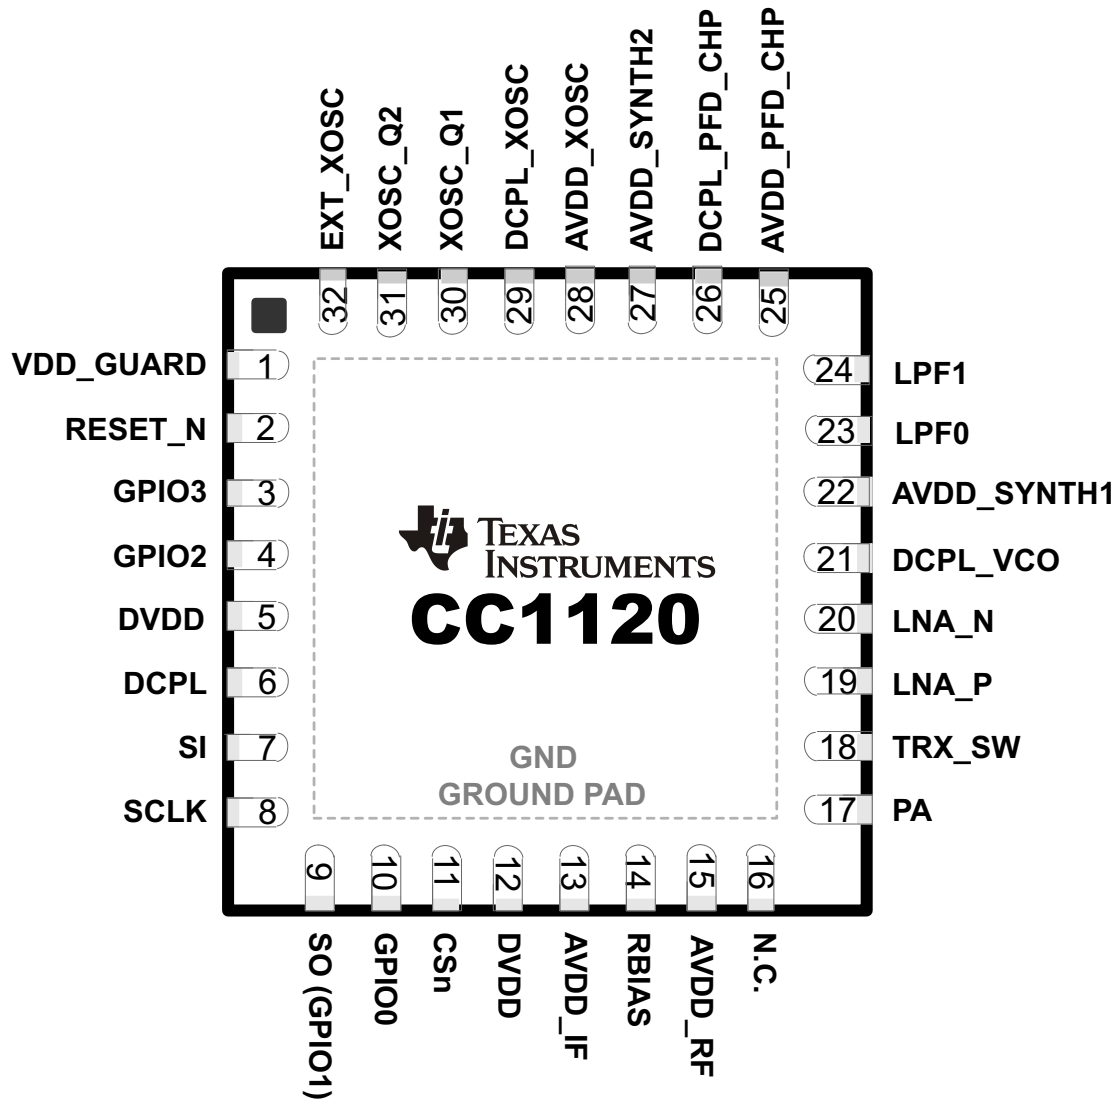 EXT_XOSC
XOSC_Q2
XOSC_Q1
DCPL_XOSC
AVDD_XOSC
AVDD_SYNTH2
DCPL_PFD_CHP
AVDD_PFD_CHP
32
31
30
29
28
27
26
25
VDD_GUARD 1
RESET_N 2
GPIO3 3
GPIO2 4
DVDD 5
DCPL 6
SI 7
SCLK 8
24 LPF1
23 LPF0
22 AVDD_SYNTH1
21 DCPL_VCO
20 LNA_N
19 LNA_P
18 TRX_SW
17 PA
TEXAS
INSTRUMENTS
CC1120
GND
GROUND PAD
9
10
11
12
13
14
15
16
SO (GPIO1)
GPIO0
CSn
DVDD
AVDD_IF
RBIAS
AVDD_RF
N.C.